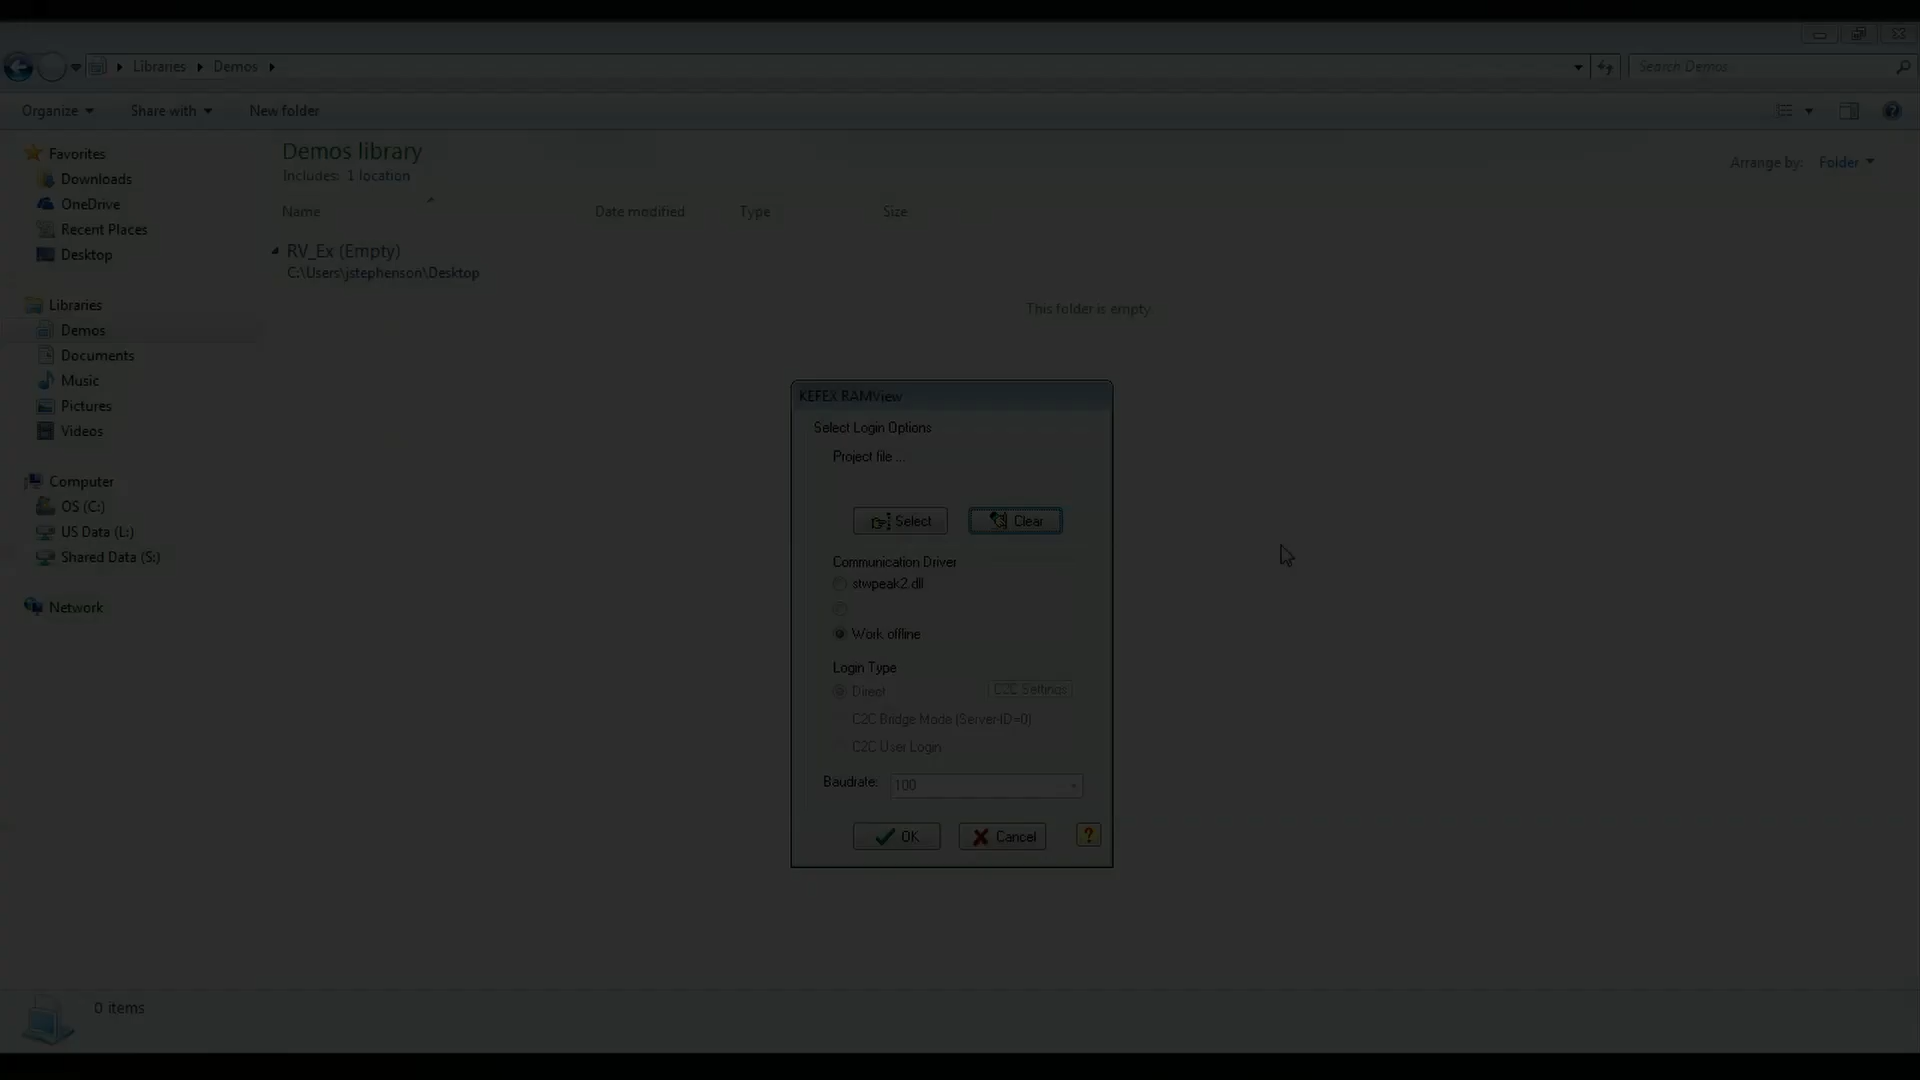 Libraries Demos
Search Demos
Organize Share with New folder
Favorites
Downloads
OneDrive
Recent Places
Desktop
Libraries
Demos
Documents
Music
Pictures
Videos
Computer
OS (C:)
US Data (L:)
Shared Data (S:)
Network
Demos library
Includes: 1 location
Arrange by: Folder
Name Date modified Type Size
RV_Ex (Empty)
C:\Users\jstephenson\Desktop
This folder is empty.
KEFEX RAMView
Select Login Options
Project file ...
Select Clear
Communication Driver
stwpeak2.dll
Work offline
Login Type
Direct C2C Settings
C2C Bridge Mode (Server-ID=0)
C2C User Login
Baudrate: 100
OK Cancel ?
0 items